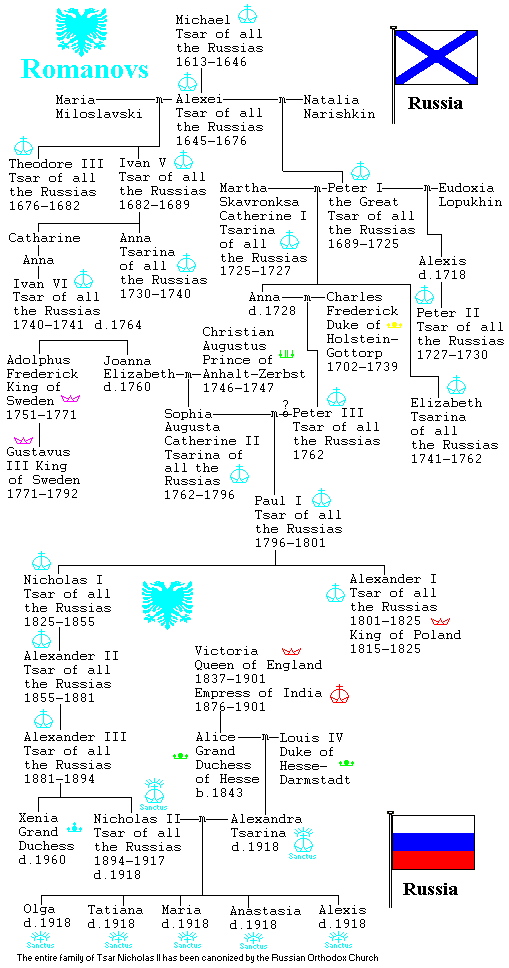 Michael
Tsar of all
the Russias
1613-1646
Romanovs
Russia
Maria
Miloslavski
m
Alexei
Tsar of all
the Russias
1645-1676
m
Natalia
Narishkin
Theodore III
Tsar of all
the Russias
1676-1682
Ivan V
Tsar of all
the Russias
1682-1689
Martha
Skavronksa
Catherine I
Tsarina
of all
the Russias
1725-1727
m
Peter I
the Great
Tsar of all
the Russias
1689-1725
m
Eudoxia
Lopukhin
Catharine
Anna
Ivan VI
Tsar of all
the Russias
1740-1741 d.1764
Anna
Tsarina
of all
the Russias
1730-1740
Alexis
d.1718
Peter II
Tsar of all
the Russias
1727-1730
Anna
d.1728
m
Charles
Frederick
Duke of
Holstein-
Gottorp
1702-1739
Adolphus
Frederick
King of
Sweden
1751-1771
Joanna
Elizabeth
d.1760
m
Christian
Augustus
Prince of
Anhalt-Zerbst
1746-1747
Elizabeth
Tsarina
of all
the Russias
1741-1762
Gustavus
III King
of Sweden
1771-1792
Sophia
Augusta
Catherine II
Tsarina of
all the
Russias
1762-1796
m
?
Peter III
Tsar of all
the Russias
1762
Paul I
Tsar of all
the Russias
1796-1801
Nicholas I
Tsar of all
the Russias
1825-1855
Alexander I
Tsar of all
the Russias
1801-1825
King of Poland
1815-1825
Alexander II
Tsar of all
the Russias
1855-1881
Victoria
Queen of England
1837-1901
Empress of India
1876-1901
Alexander III
Tsar of all
the Russias
1881-1894
Alice
Grand
Duchess
of Hesse
b.1843
m
Louis IV
Duke of
Hesse-
Darmstadt
Xenia
Grand
Duchess
d.1960
Sanctus
Nicholas II
Tsar of all
the Russias
1894-1917
d.1918
m
Alexandra
Tsarina
d.1918
Sanctus
Russia
Olga
d.1918
Sanctus
Tatiana
d.1918
Sanctus
Maria
d.1918
Sanctus
Anastasia
d.1918
Sanctus
Alexis
d.1918
Sanctus
The entire family of Tsar Nicholas II has been canonized by the Russian Orthodox Church